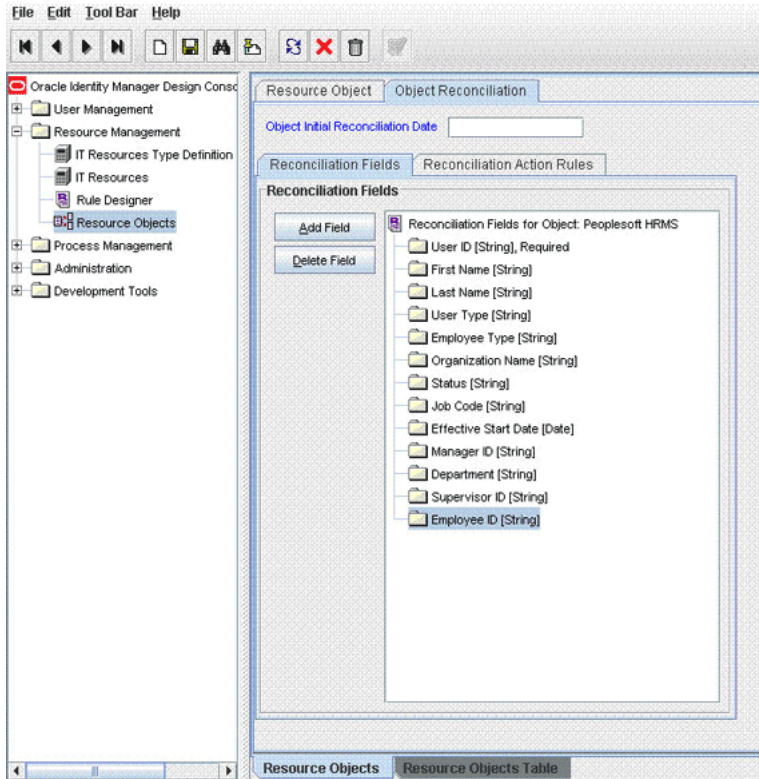 File Edit Tool Bar Help
Oracle Identity Manager Design Consc
User Management
Resource Management
IT Resources Type Definition
IT Resources
Rule Designer
Resource Objects
Process Management
Administration
Development Tools
Resource Object Object Reconciliation
Object Initial Reconciliation Date
Reconciliation Fields Reconciliation Action Rules
Reconciliation Fields
Add Field
Delete Field
Reconciliation Fields for Object: Peoplesoft HRMS
User ID [String], Required
First Name [String]
Last Name [String]
User Type [String]
Employee Type [String]
Organization Name [String]
Status [String]
Job Code [String]
Effective Start Date [Date]
Manager ID [String]
Department [String]
Supervisor ID [String]
Employee ID [String]
Resource Objects Resource Objects Table